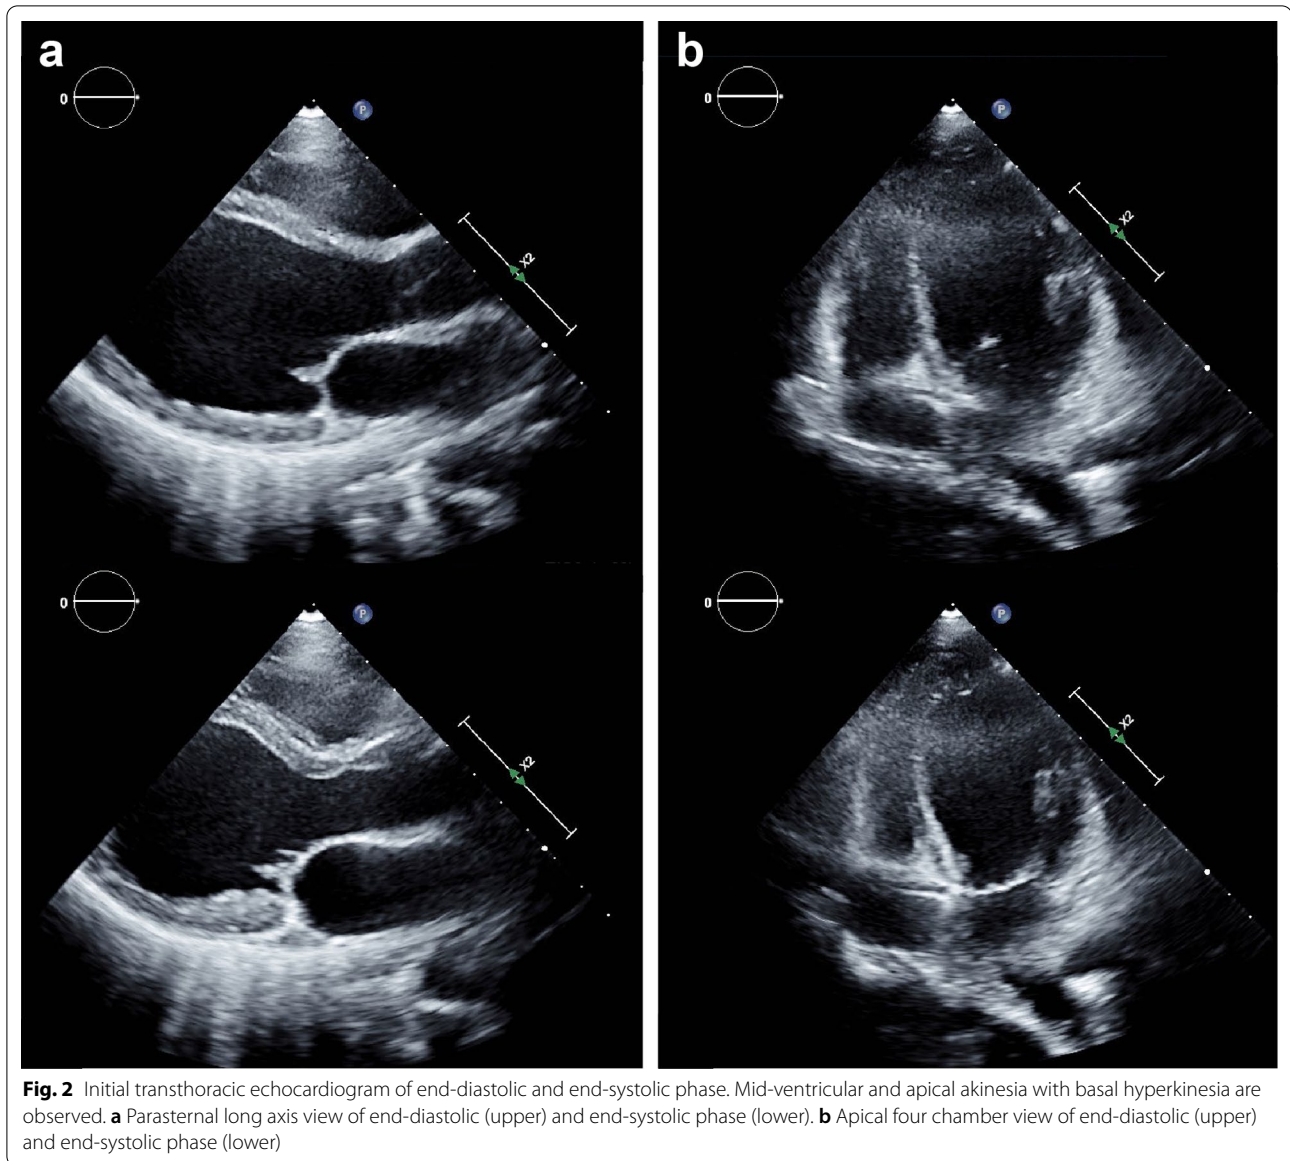 a
b
0
P
X2
0
P
X2
0
P
X2
0
P
X2
Fig. 2 Initial transthoracic echocardiogram of end-diastolic and end-systolic phase. Mid-ventricular and apical akinesia with basal hyperkinesia are
observed. a Parasternal long axis view of end-diastolic (upper) and end-systolic phase (lower). b Apical four chamber view of end-diastolic (upper)
and end-systolic phase (lower)